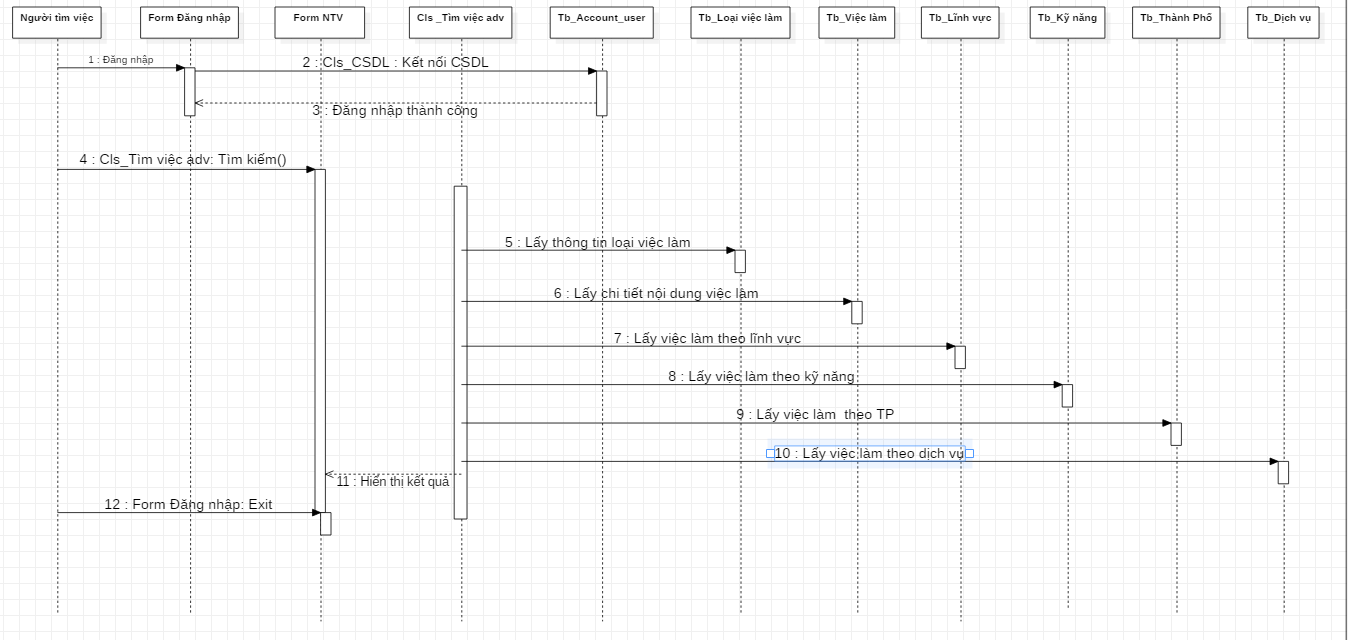 Người tìm việc
Form Đăng nhập
Form NTV
Cls _Tìm việc adv
Tb_Account_user
Tb_Loại việc làm
Tb_Việc làm
Tb_Lĩnh vực
Tb_Kỹ năng
Tb_Thành Phố
Tb_Dịch vụ
1 : Đăng nhập
2 : Cls_CSDL : Kết nối CSDL
3 : Đăng nhập thành công
4 : Cls_Tìm việc adv: Tìm kiếm()
5 : Lấy thông tin loại việc làm
6 : Lấy chi tiết nội dung việc làm
7 : Lấy việc làm theo lĩnh vực
8 : Lấy việc làm theo kỹ năng
9 : Lấy việc làm  theo TP
10 : Lấy việc làm theo dịch vụ
11 : Hiển thị kết quả
12 : Form Đăng nhập: Exit